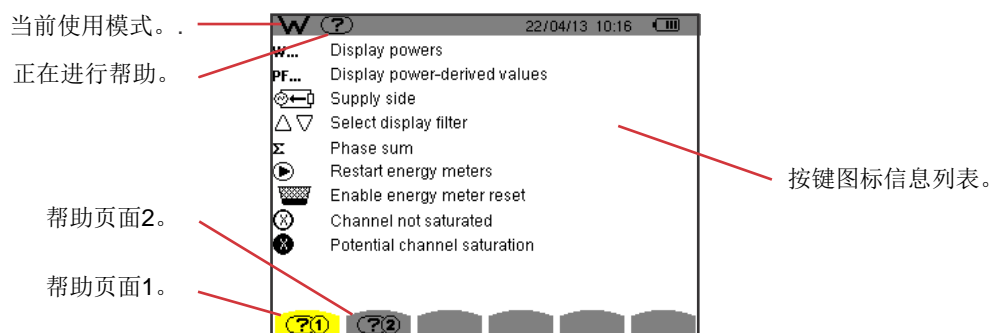 当前使用模式。.
W ? 22/04/13 10:16
正在进行帮助。
W... Display powers
PF... Display power-derived values
Supply side
Select display filter
Σ Phase sum
Restart energy meters
Enable energy meter reset
X Channel not saturated
X Potential channel saturation
按键图标信息列表。
帮助页面2。
帮助页面1。
?1 ?2